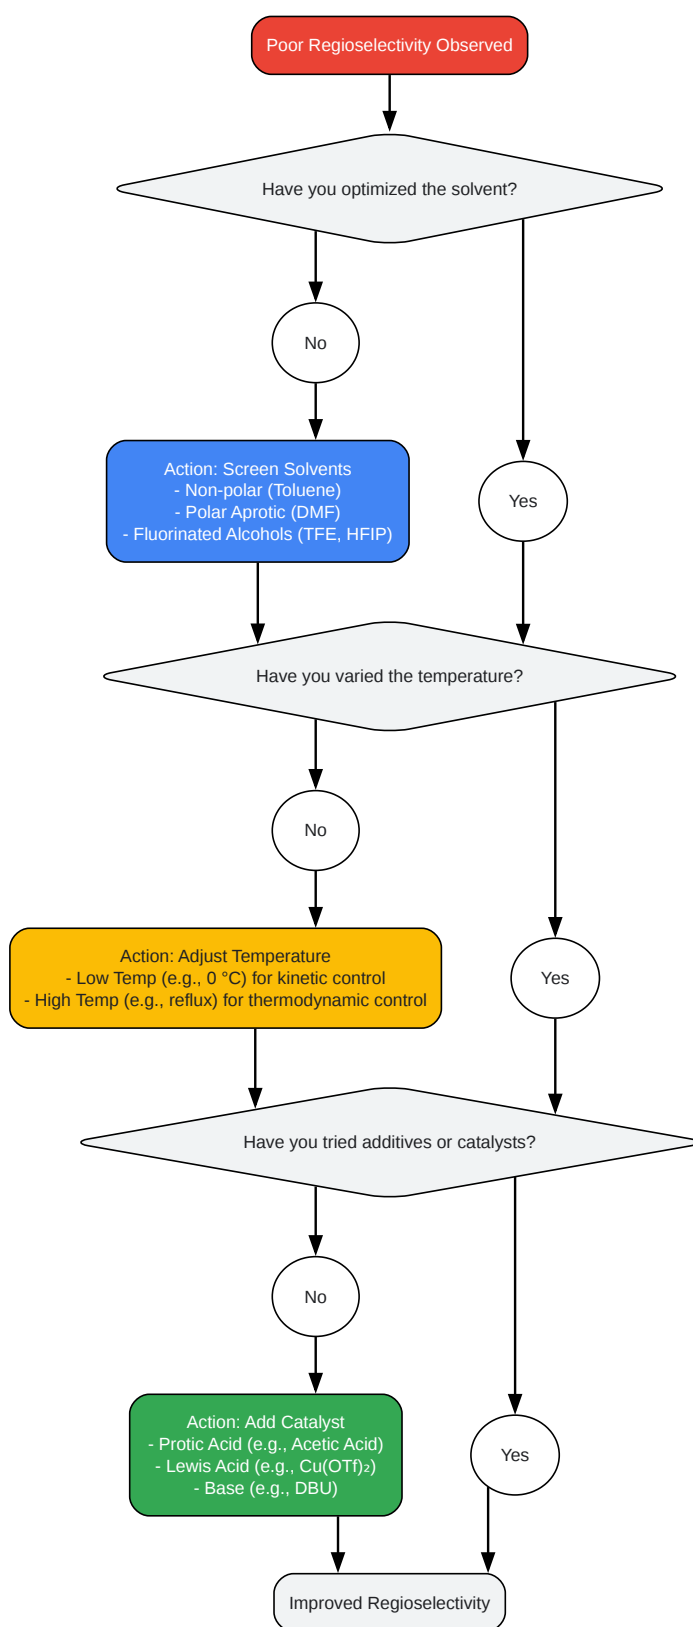 Poor Regioselectivity Observed
Have you optimized the solvent?
No
Action: Screen Solvents
- Non-polar (Toluene)
- Polar Aprotic (DMF)
- Fluorinated Alcohols (TFE, HFIP)
Yes
Have you varied the temperature?
No
Action: Adjust Temperature
- Low Temp (e.g., 0 °C) for kinetic control
- High Temp (e.g., reflux) for thermodynamic control
Yes
Have you tried additives or catalysts?
No
Action: Add Catalyst
- Protic Acid (e.g., Acetic Acid)
- Lewis Acid (e.g., Cu(OTf)₂)
- Base (e.g., DBU)
Yes
Improved Regioselectivity